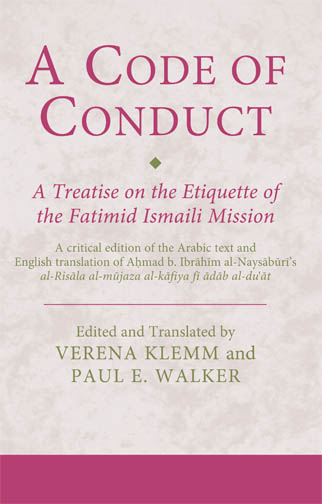 A CODE OF
CONDUCT
A Treatise on the Etiquette of
the Fatimid Ismaili Mission
A critical edition of the Arabic text and
English translation of Aḥmad b. Ibrāhīm al-Naysābūrī's
al-Risāla al-mūjaza al-kāfiya fī ādāb al-duʿāt
Edited and Translated by
VERENA KLEMM and
PAUL E. WALKER